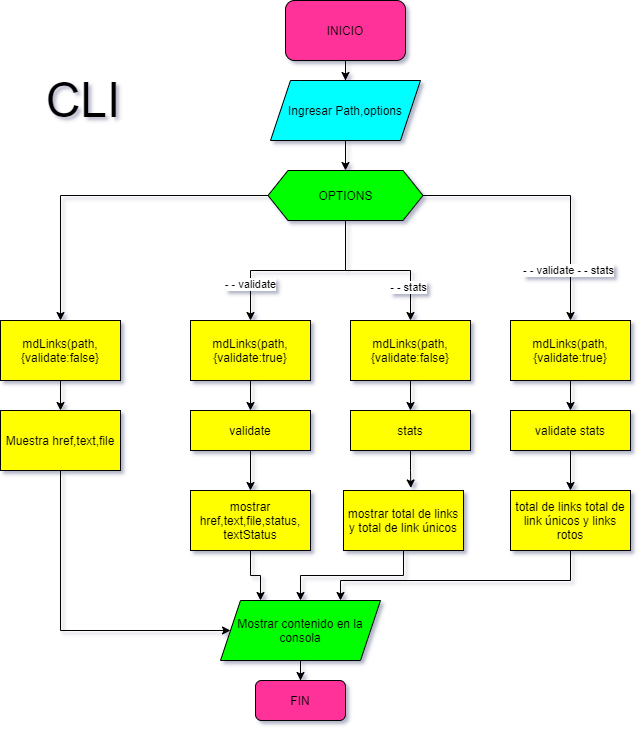 INICIO
CLI
Ingresar Path,options
OPTIONS
- - validate
- - stats
- - validate - - stats
mdLinks(path,
{validate:false}
mdLinks(path,
{validate:true}
mdLinks(path,
{validate:false}
mdLinks(path,
{validate:true}
Muestra href,text,file
validate
stats
validate stats
mostrar
href,text,file,status,
textStatus
mostrar total de links
y total de link únicos
total de links total de
link únicos y links
rotos
Mostrar contenido en la
consola
FIN